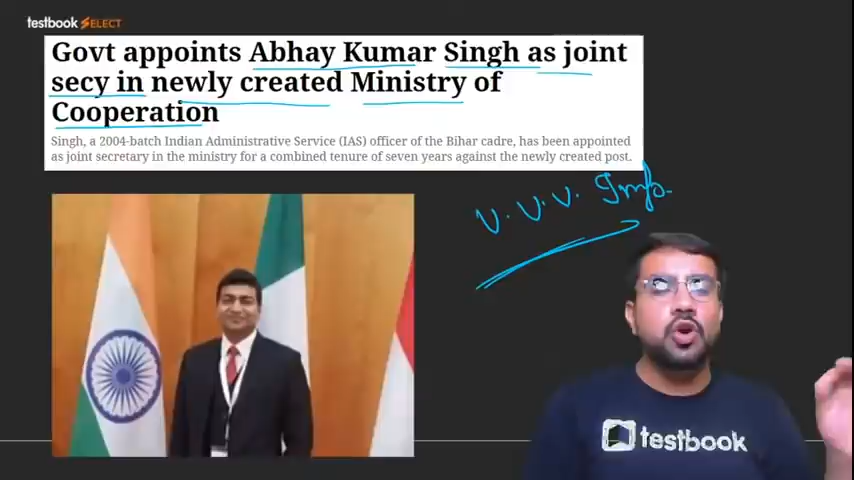 testbook SELECT
Govt appoints Abhay Kumar Singh as joint
secy in newly created Ministry of
Cooperation
Singh, a 2004-batch Indian Administrative Service (IAS) officer of the Bihar cadre, has been appointed
as joint secretary in the ministry for a combined tenure of seven years against the newly created post.
V. V. V. Imp.
testbook